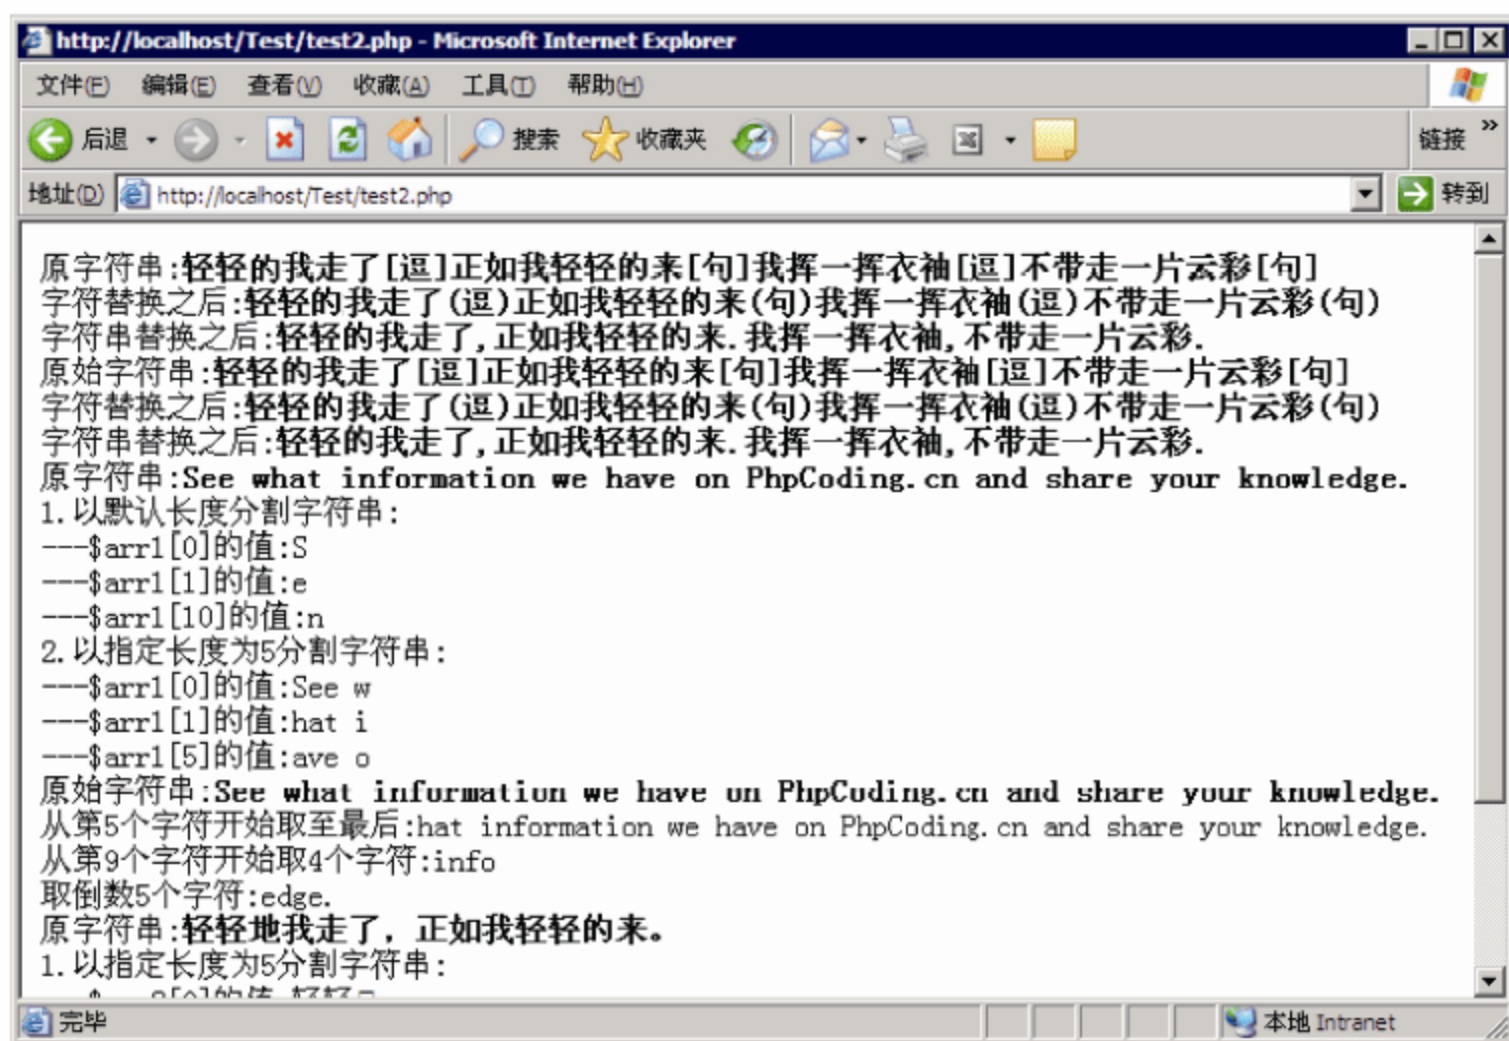 http://localhost/Test/test2.php - Microsoft Internet Explorer
文件(F) 编辑(E) 查看(V) 收藏(A) 工具(T) 帮助(H)
后退 搜索 收藏夹 链接 »
地址(D) http://localhost/Test/test2.php 转到
原字符串:轻轻的我走了[逗]正如我轻轻的来[句]我挥一挥衣袖[逗]不带走一片云彩[句]
字符替换之后:轻轻的我走了(逗)正如我轻轻的来(句)我挥一挥衣袖(逗)不带走一片云彩(句)
字符串替换之后:轻轻的我走了,正如我轻轻的来.我挥一挥衣袖,不带走一片云彩.
原始字符串:轻轻的我走了[逗]正如我轻轻的来[句]我挥一挥衣袖[逗]不带走一片云彩[句]
字符替换之后:轻轻的我走了(逗)正如我轻轻的来(句)我挥一挥衣袖(逗)不带走一片云彩(句)
字符串替换之后:轻轻的我走了,正如我轻轻的来.我挥一挥衣袖,不带走一片云彩.
原字符串:See what information we have on PhpCoding.cn and share your knowledge.
1.以默认长度分割字符串:
---$arr1[0]的值:S
---$arr1[1]的值:e
---$arr1[10]的值:n
2.以指定长度为5分割字符串:
---$arr1[0]的值:See w
---$arr1[1]的值:hat i
---$arr1[5]的值:ave o
原始字符串:See what information we have on PhpCoding.cn and share your knowledge.
从第5个字符开始取至最后:hat information we have on PhpCoding.cn and share your knowledge.
从第9个字符开始取4个字符:info
取倒数5个字符:edge.
原字符串:轻轻地我走了，正如我轻轻的来。
1.以指定长度为5分割字符串:
完毕 本地 Intranet